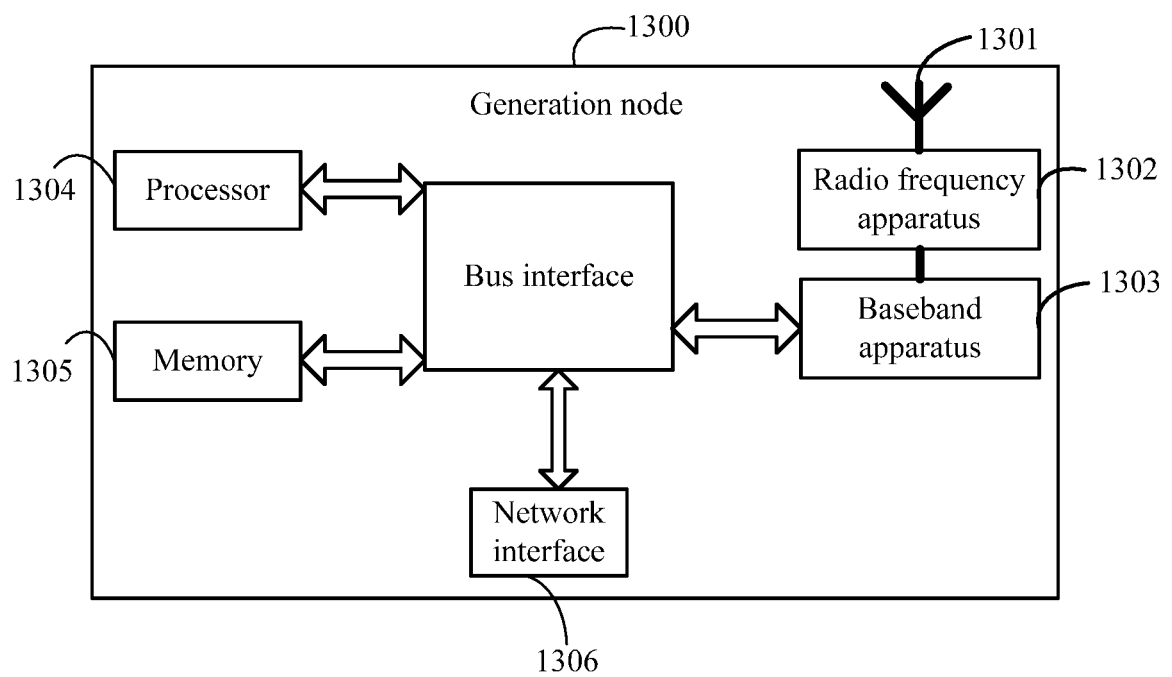 1300
1301
Generation node
1304
Processor
Radio frequency
apparatus
1302
Bus interface
1303
Baseband
apparatus
1305
Memory
Network
interface
1306